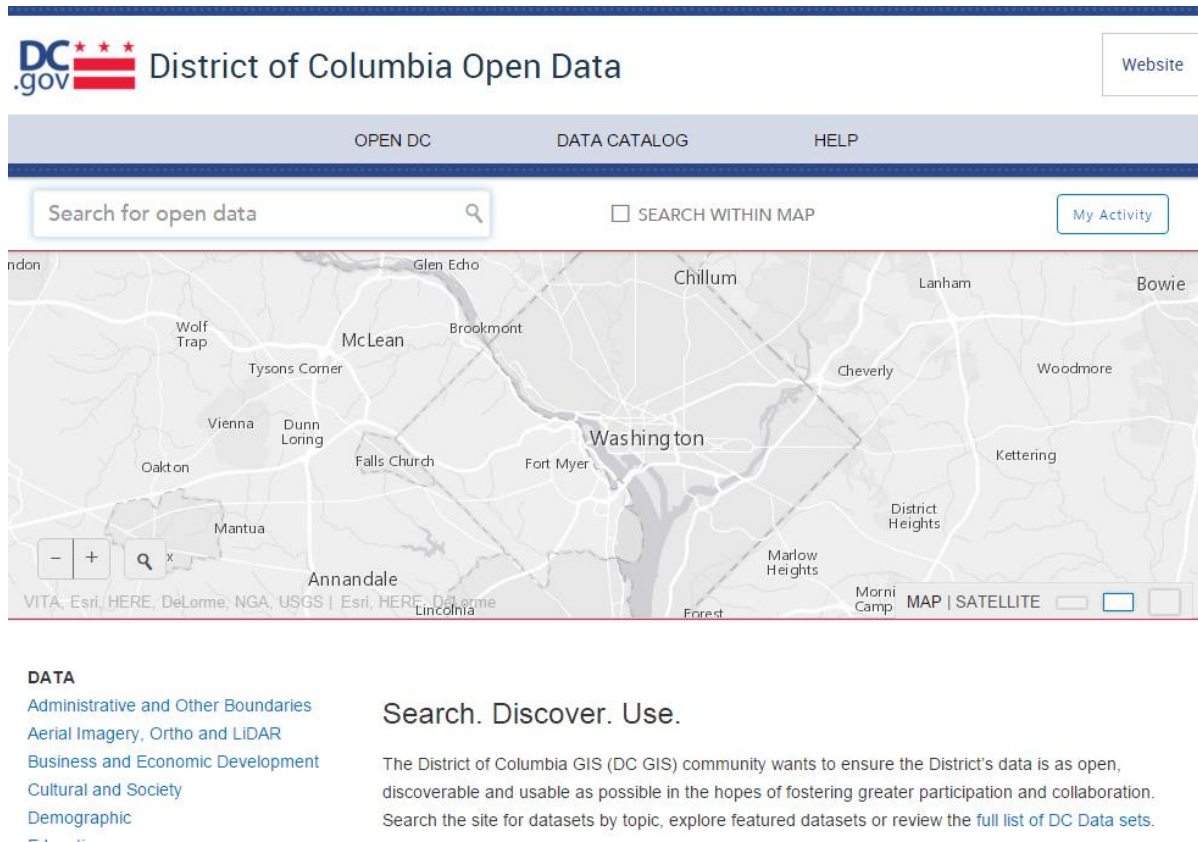 DC
.gov
District of Columbia Open Data
Website
OPEN DC
DATA CATALOG
HELP
Search for open data
SEARCH WITHIN MAP
My Activity
ndon
Glen Echo
Chillum
Lanham
Bowie
Wolf
Trap
McLean
Brookmont
Tysons Corner
Cheverly
Woodmore
Vienna
Dunn
Loring
Washington
Oakton
Falls Church
Fort Myer
Kettering
Mantua
District
Heights
- + x
Marlow
Heights
Annandale
VITA, Esri, HERE, DeLorme, NGA, USGS | Esri, HERE, DeLorme
Lincolnia
Forest
Morni
Camp
MAP | SATELLITE
DATA
Administrative and Other Boundaries
Aerial Imagery, Ortho and LiDAR
Business and Economic Development
Cultural and Society
Demographic
Search. Discover. Use.
The District of Columbia GIS (DC GIS) community wants to ensure the District's data is as open,
discoverable and usable as possible in the hopes of fostering greater participation and collaboration.
Search the site for datasets by topic, explore featured datasets or review the full list of DC Data sets.